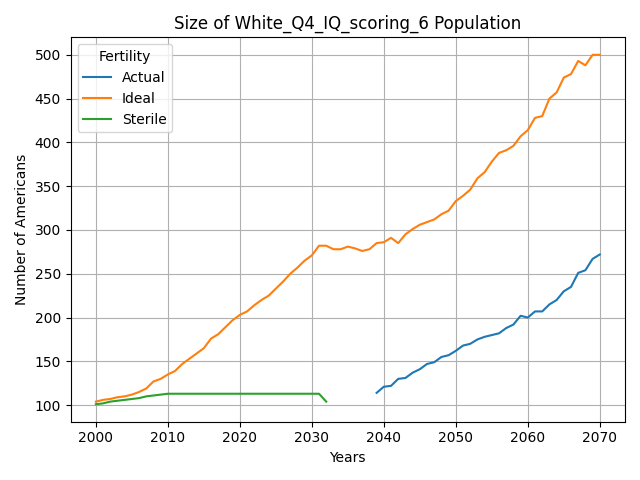 Size of White_Q4_IQ_scoring_6 Population
Fertility
Actual
Ideal
Sterile
Number of Americans
500
450
400
350
300
250
200
150
100
2000 2010 2020 2030 2040 2050 2060 2070
Years